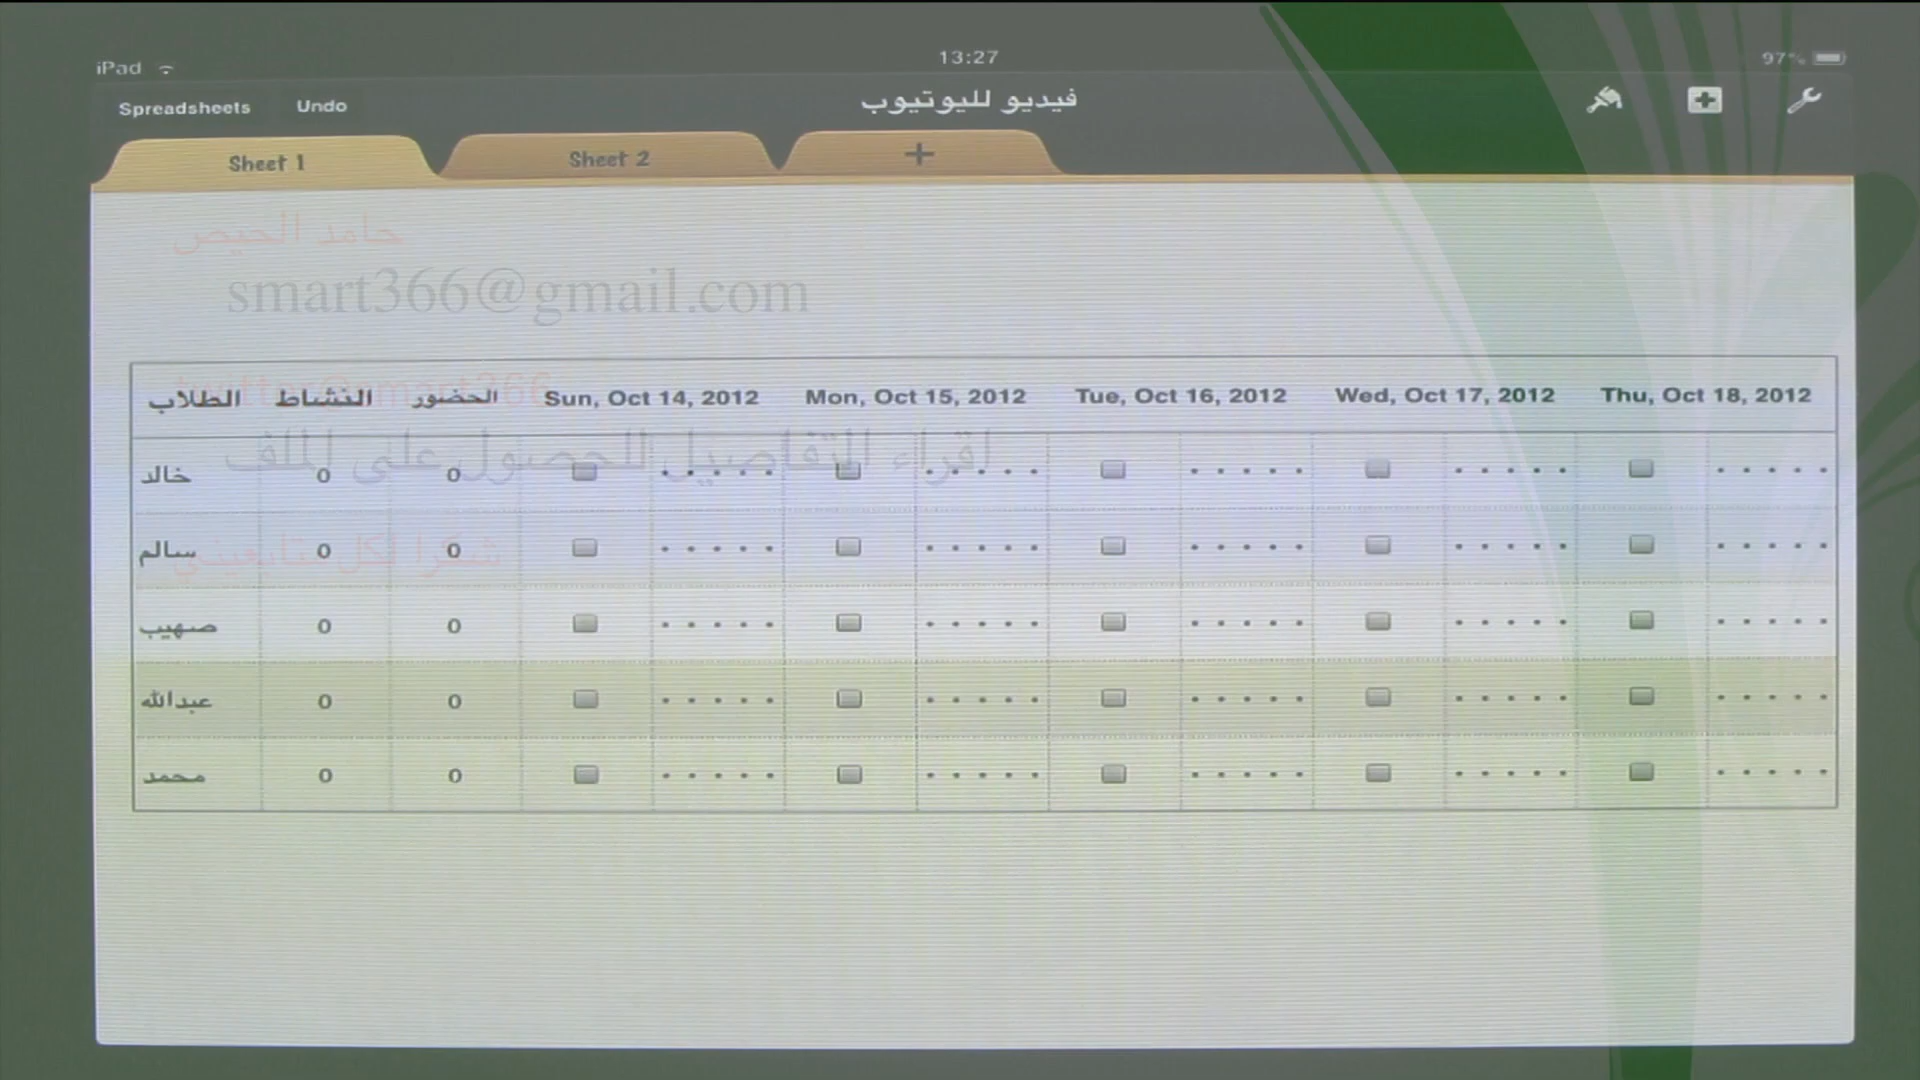 iPad
13:27
97%
Spreadsheets Undo
فيديو لليوتيوب
Sheet 1 Sheet 2 +
حامد الحيص
smart366@gmail.com
الطلاب النشاط الحضور Sun, Oct 14, 2012 Mon, Oct 15, 2012 Tue, Oct 16, 2012 Wed, Oct 17, 2012 Thu, Oct 18, 2012
twitter@smart366
اقراء التفاصيل للحصول على الملف
خالد 0 0
شكرا لكل متابعيني
سالم 0 0
صهيب 0 0
عبدالله 0 0
محمد 0 0